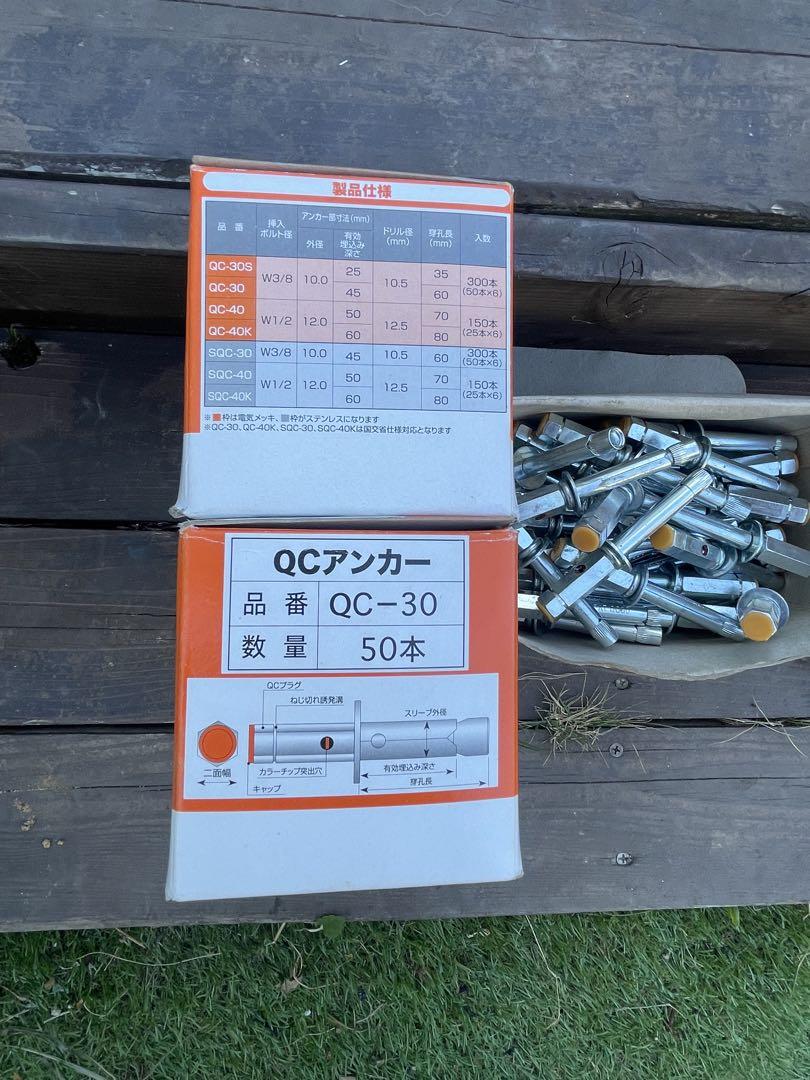 製品仕様
品番 挿入ボルト径 アンカー部寸法(mm) ドリル径(mm) 穿孔長(mm) 入数
外径 有効埋込み深さ
QC-30S W3/8 10.0 25 10.5 35 300本(50本×6)
QC-30 45 60
QC-40 W1/2 12.0 50 12.5 70 150本(25本×6)
QC-40K 60 80
SQC-30 W3/8 10.0 45 10.5 60 300本(50本×6)
SQC-40 W1/2 12.0 50 12.5 70 150本(25本×6)
SQC-40K 60 80
※■枠は電気メッキ、■枠がステンレスになります
※QC-30、QC-40K、SQC-30、SQC-40Kは国交省仕様対応となります
QCアンカー
品番 QC-30
数量 50本
QCプラグ
ねじ切れ誘発溝
スリーブ外径
二面幅
カラーチップ突出穴
有効埋込み深さ
キャップ
穿孔長